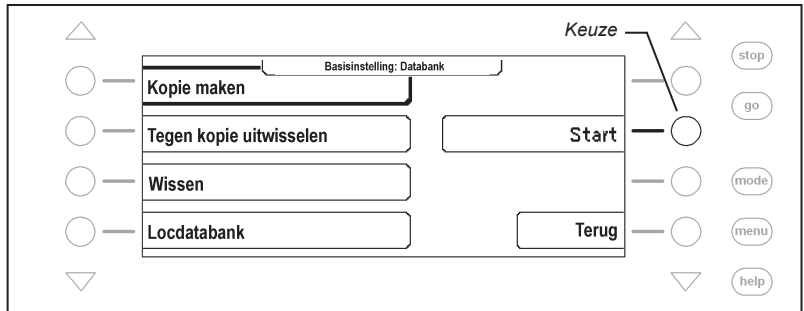 Keuze
stop
Basisinstelling: Databank
Kopie maken
go
Tegen kopie uitwisselen
Start
Wissen
mode
Locdatabank
Terug
menu
help